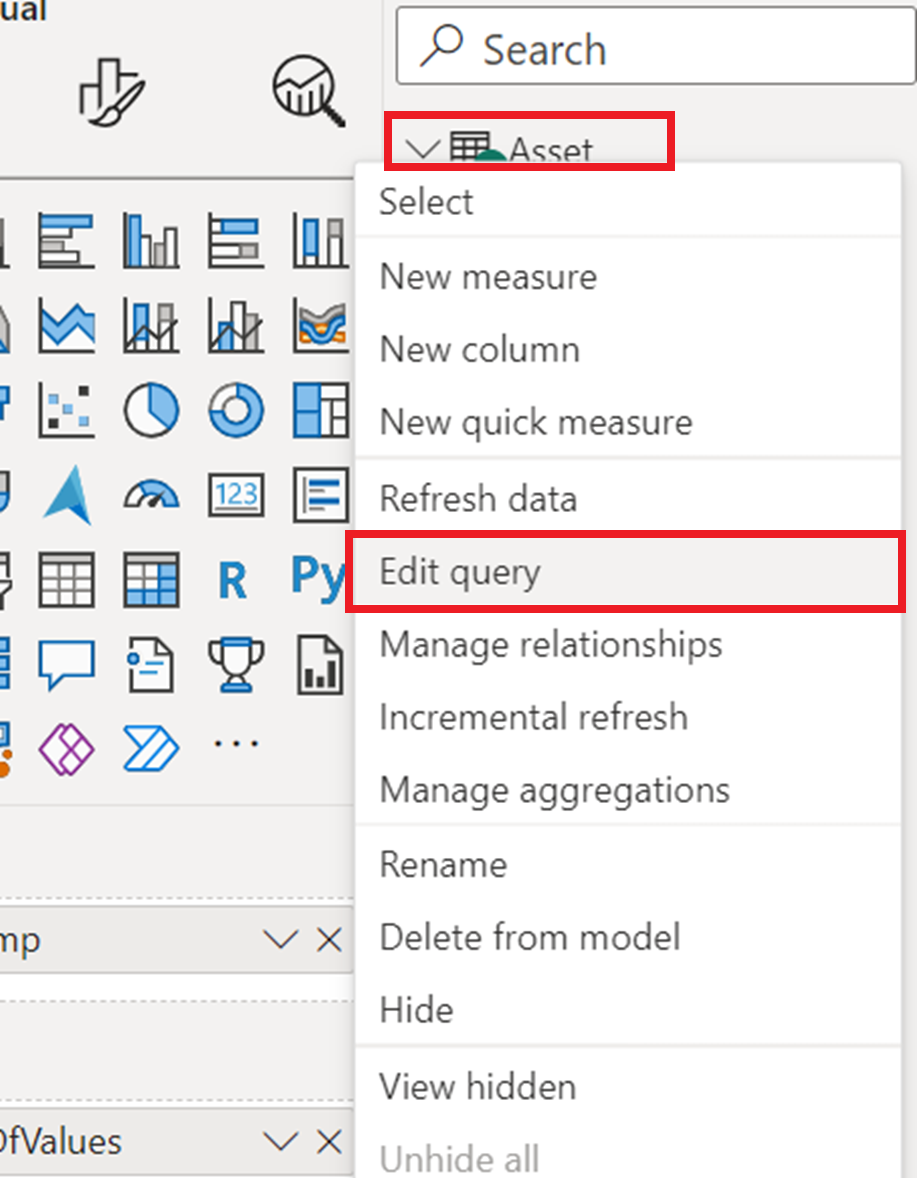 ual
Search
Asset
Select
New measure
New column
New quick measure
Refresh data
Edit query
Manage relationships
Incremental refresh
Manage aggregations
Rename
Delete from model
Hide
View hidden
Unhide all
123
R
Py
mp
OfValues